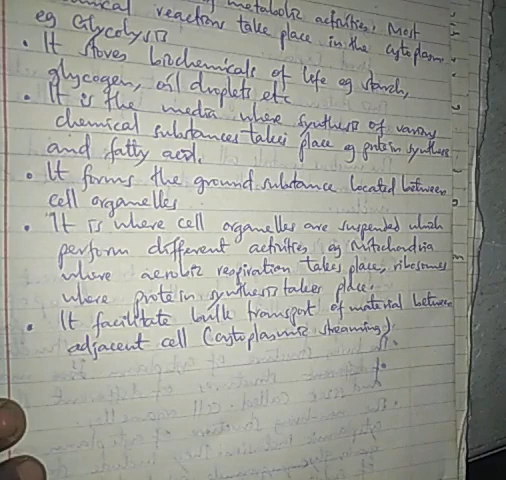 metabolic activities. Most
chemical reactions take place in the cytoplasm
eg Glycolysis
• It stores biochemicals of life eg starch,
glycogen, oil droplets etc
• It is the media where synthesis of various
chemical substances takes place eg protein synthesis
and fatty acid.
• It forms the ground substance located between
cell organelles
• It is where cell organelles are suspended which
perform different activities eg Mitochondria
where aerobic respiration takes place, ribosomes
where protein synthesis takes place.
• It facilitate bulk transport of material between
adjacent cell (cytoplasmic streaming).